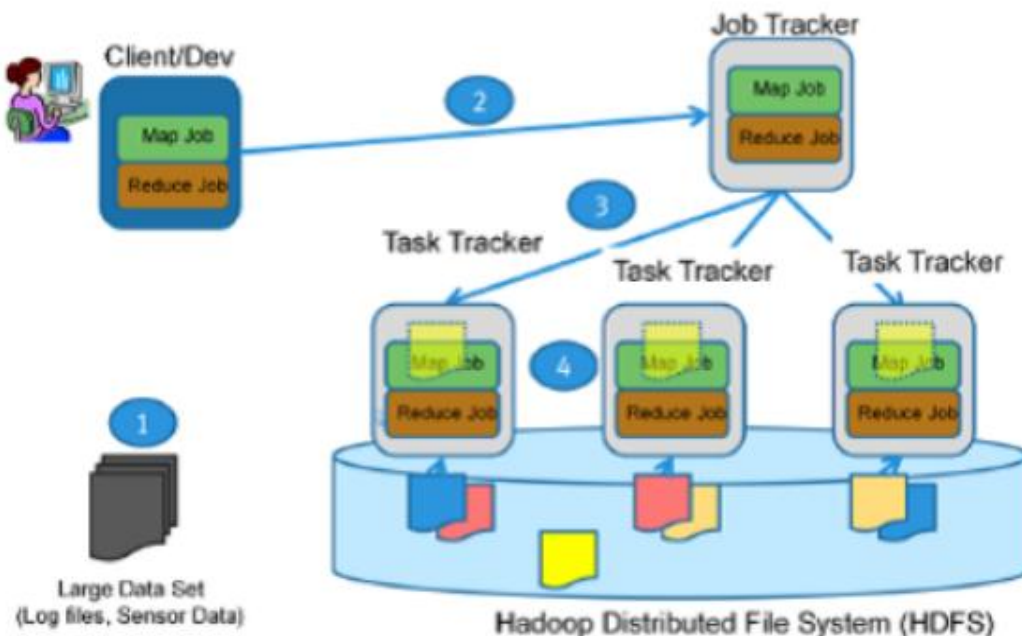 Job Tracker
Client/Dev
Map Job
Reduce Job
2
Map Job
Reduce Job
3
Task Tracker
Task Tracker
Task Tracker
Map Job
Reduce Job
4
Map Job
Reduce Job
Map Job
Reduce Job
1
Large Data Set
(Log files, Sensor Data)
Hadoop Distributed File System (HDFS)